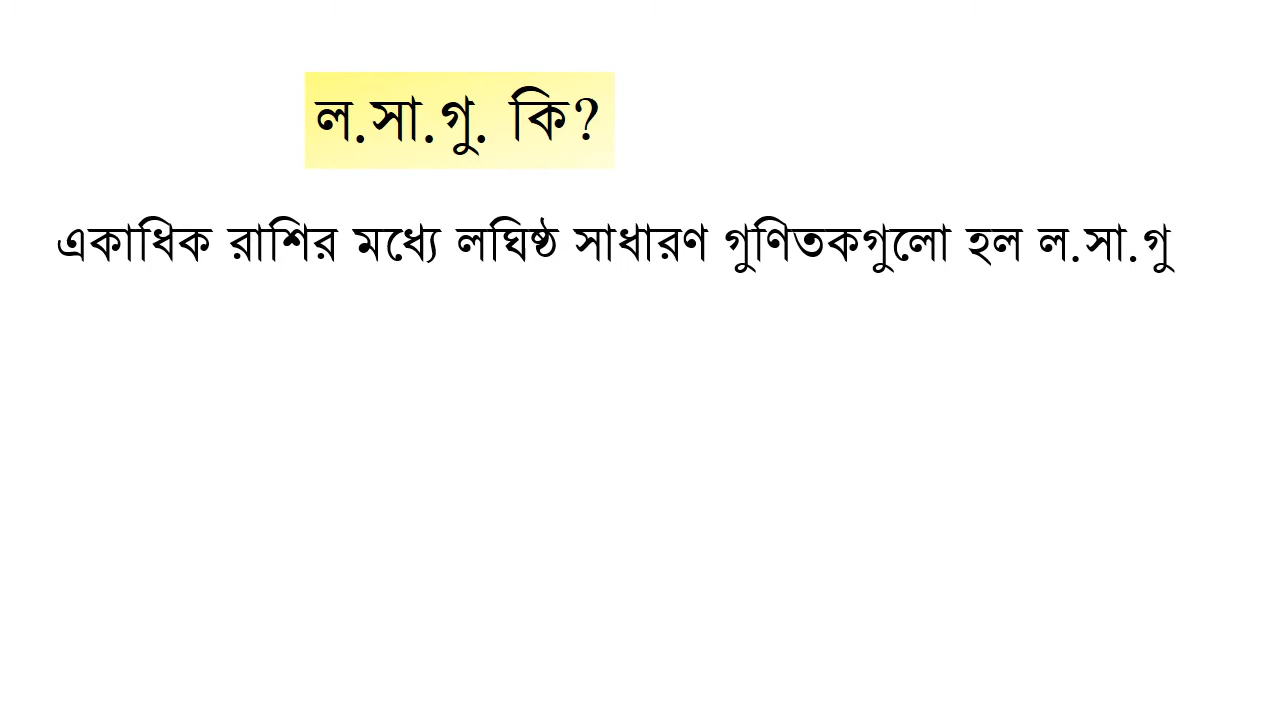 ল.সা.গু. কি?
একাধিক রাশির মধ্যে লঘিষ্ঠ সাধারণ গুণিতকগুলো হল ল.সা.গু